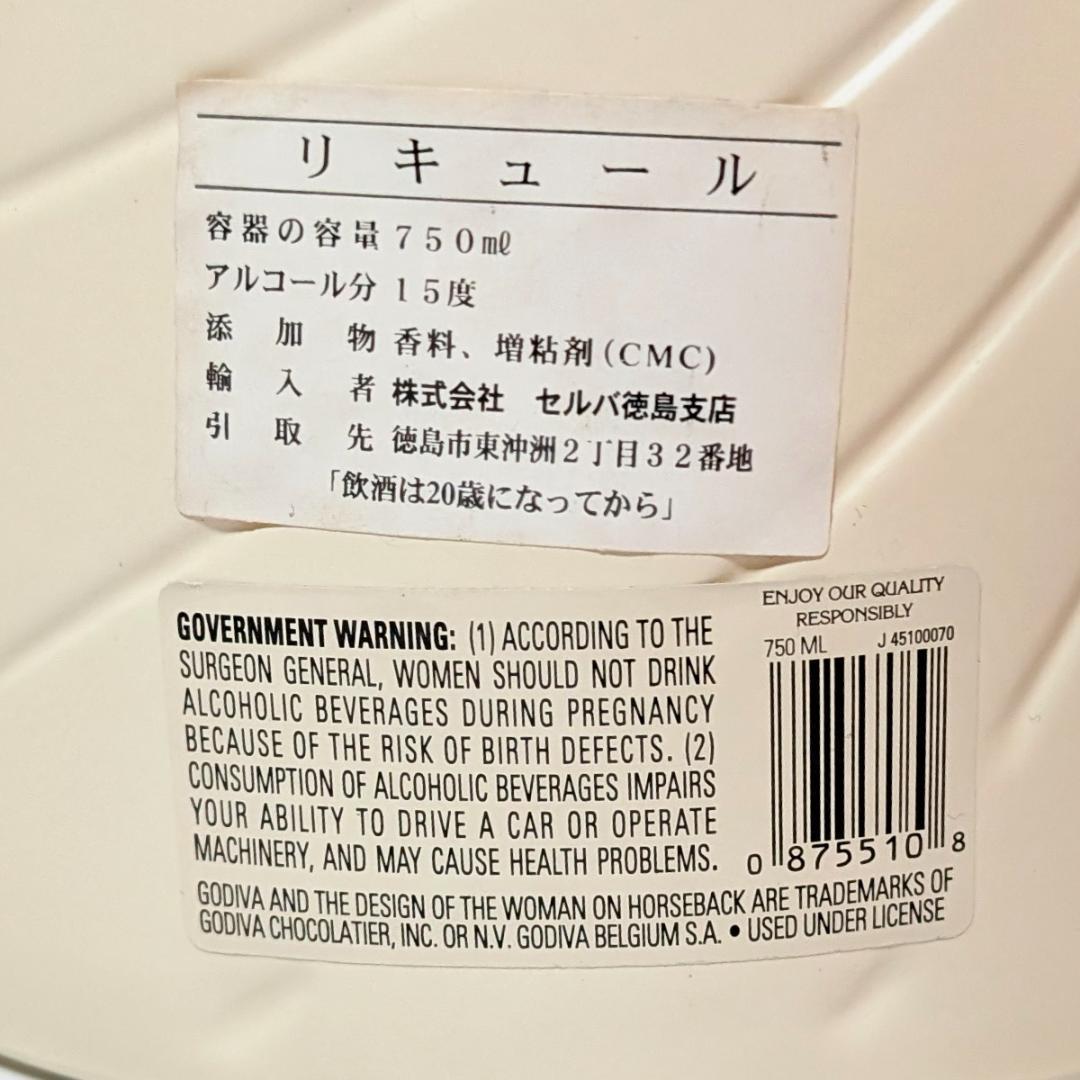 リキュール
容器の容量 750㎖
アルコール分 15度
添加物 香料、増粘剤(CMC)
輸入者 株式会社 セルバ徳島支店
引取先 徳島市東沖洲2丁目32番地
「飲酒は20歳になってから」
GOVERNMENT WARNING: (1) ACCORDING TO THE
SURGEON GENERAL, WOMEN SHOULD NOT DRINK
ALCOHOLIC BEVERAGES DURING PREGNANCY
BECAUSE OF THE RISK OF BIRTH DEFECTS. (2)
CONSUMPTION OF ALCOHOLIC BEVERAGES IMPAIRS
YOUR ABILITY TO DRIVE A CAR OR OPERATE
MACHINERY, AND MAY CAUSE HEALTH PROBLEMS.
ENJOY OUR QUALITY
RESPONSIBLY
750 ML J 45100070
0 875510 8
GODIVA AND THE DESIGN OF THE WOMAN ON HORSEBACK ARE TRADEMARKS OF
GODIVA CHOCOLATIER, INC. OR N.V. GODIVA BELGIUM S.A. • USED UNDER LICENSE